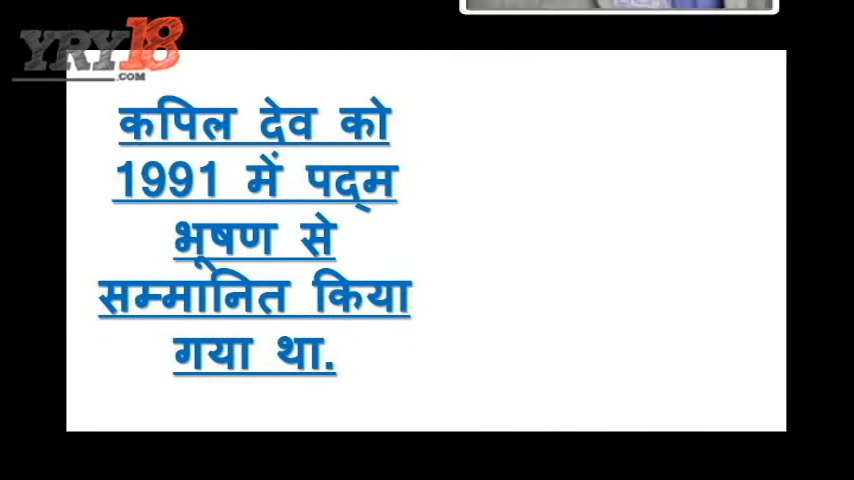 YRY18
.COM
कपिल देव को
1991 में पद्म
भूषण से
सम्मानित किया
गया था.